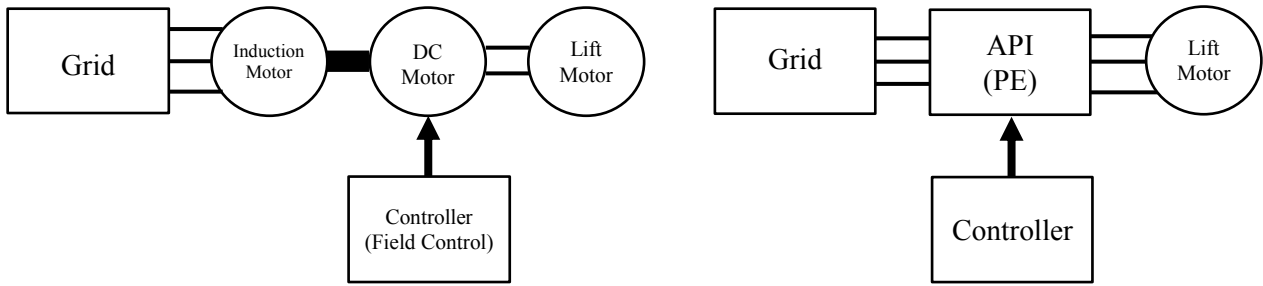 Grid
Induction
Motor
DC
Motor
Lift
Motor
Controller
(Field Control)
Grid
API
(PE)
Lift
Motor
Controller